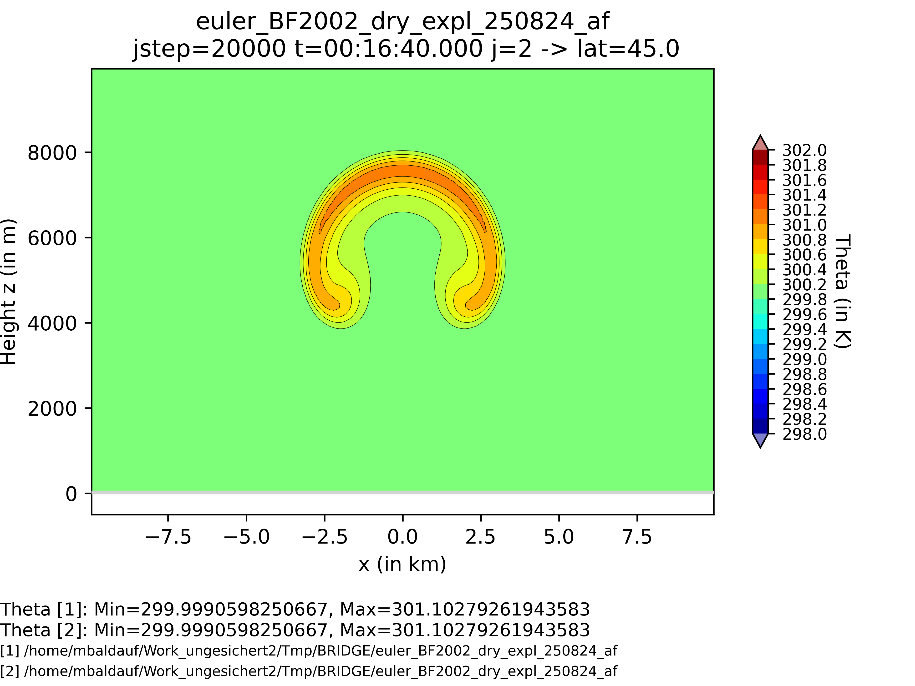 euler_BF2002_dry_expl_250824_af
jstep=20000 t=00:16:40.000 j=2 -> lat=45.0
8000
6000
4000
2000
0
Height z (in m)
−7.5 −5.0 −2.5 0.0 2.5 5.0 7.5
x (in km)
302.0
301.8
301.6
301.4
301.2
301.0
300.8
300.6
300.4
300.2
299.8
299.6
299.4
299.2
299.0
298.8
298.6
298.4
298.2
298.0
Theta (in K)
Theta [1]: Min=299.9990598250667, Max=301.10279261943583
Theta [2]: Min=299.9990598250667, Max=301.10279261943583
[1] /home/mbaldauf/Work_ungesichert2/Tmp/BRIDGE/euler_BF2002_dry_expl_250824_af
[2] /home/mbaldauf/Work_ungesichert2/Tmp/BRIDGE/euler_BF2002_dry_expl_250824_af